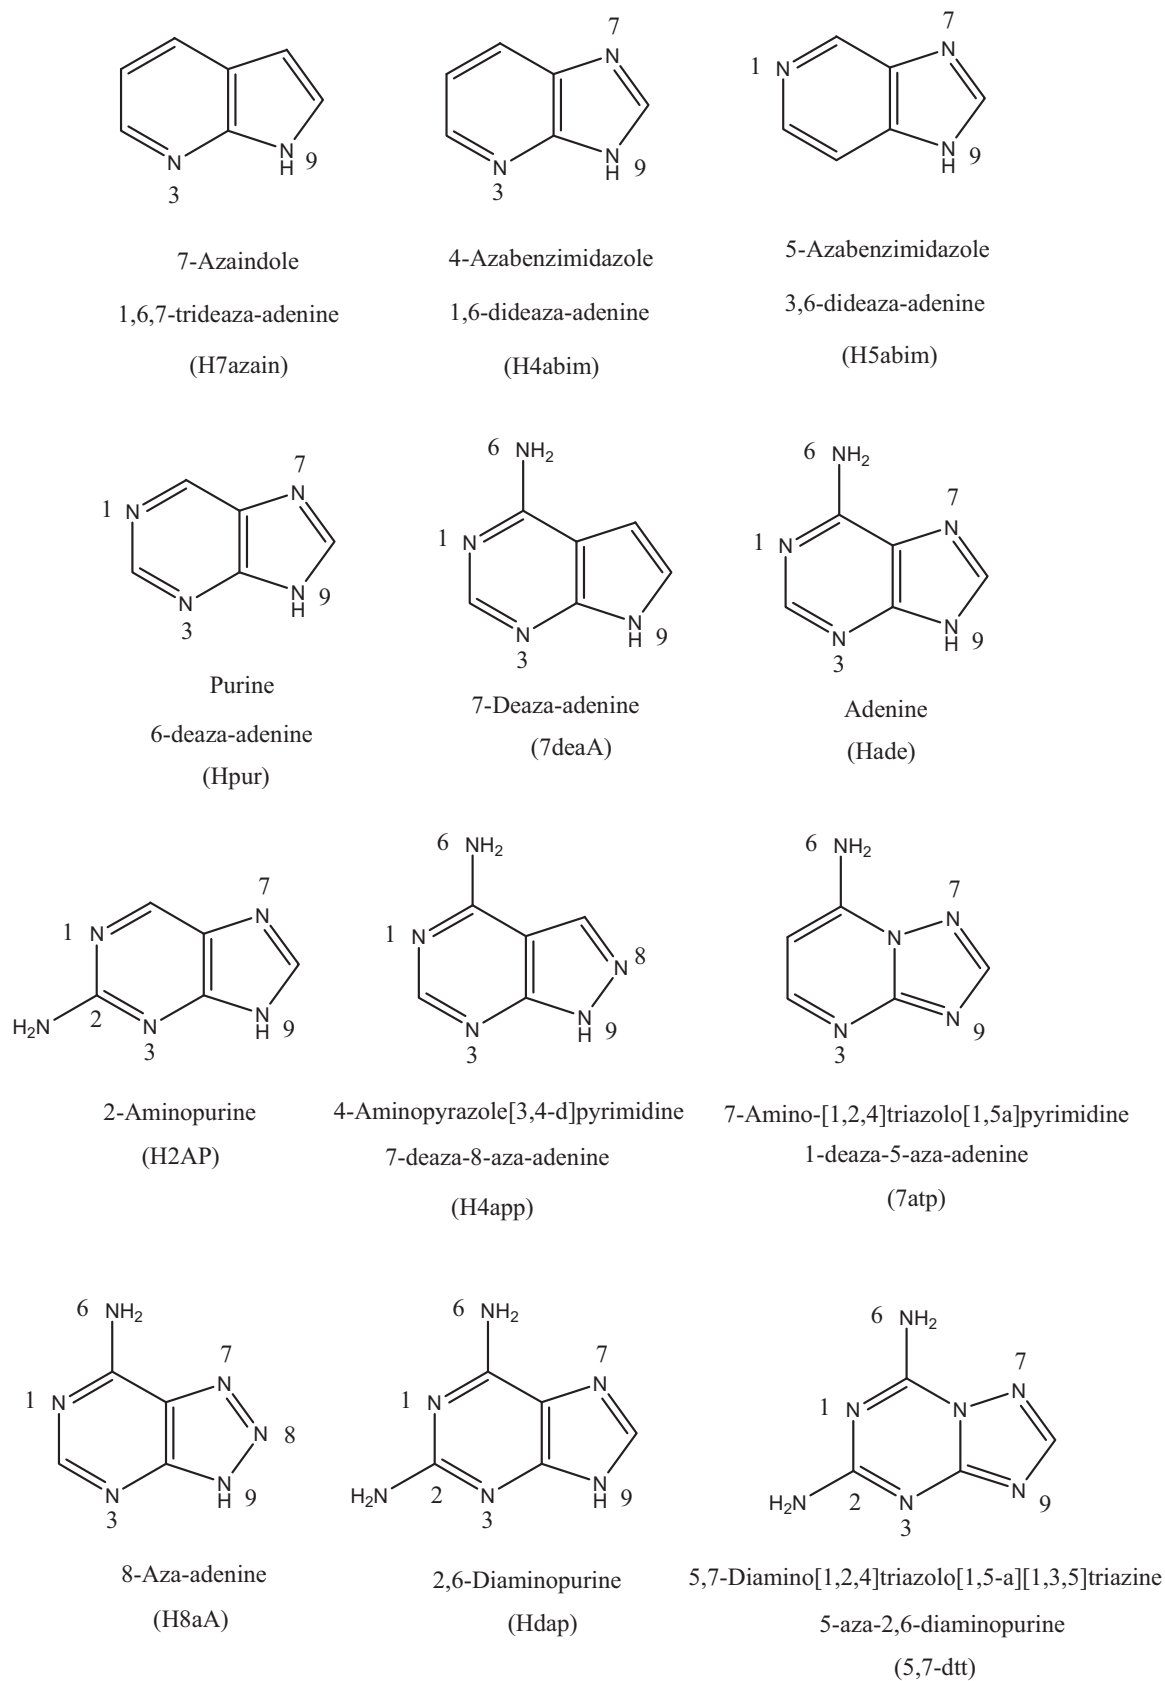 7
N
N
H
9
3
7
N
N
3
N
H
9
1
N
7
N
N
H
9
7-Azaindole
1,6,7-trideaza-adenine
(H7azain)
4-Azabenzimidazole
1,6-dideaza-adenine
(H4abim)
5-Azabenzimidazole
3,6-dideaza-adenine
(H5abim)
1
N
N
3
7
N
N
H
9
Purine
6-deaza-adenine
(Hpur)
6
NH2
1
N
N
3
N
H
9
7-Deaza-adenine
(7deaA)
6
NH2
1
N
N
3
7
N
N
H
9
Adenine
(Hade)
1
N
H2N
2
N
3
7
N
N
H
9
2-Aminopurine
(H2AP)
6
NH2
1
N
N
3
N
8
N
H
9
4-Aminopyrazole[3,4-d]pyrimidine
7-deaza-8-aza-adenine
(H4app)
6
NH2
N
7
N
N
3
N
9
7-Amino-[1,2,4]triazolo[1,5a]pyrimidine
1-deaza-5-aza-adenine
(7atp)
6
NH2
1
N
N
3
7
N
N
8
N
H
9
8-Aza-adenine
(H8aA)
6
NH2
1
N
H2N
2
N
3
7
N
N
H
9
2,6-Diaminopurine
(Hdap)
6
NH2
1
N
N
7
N
H2N
2
N
3
N
9
5,7-Diamino[1,2,4]triazolo[1,5-a][1,3,5]triazine
5-aza-2,6-diaminopurine
(5,7-dtt)